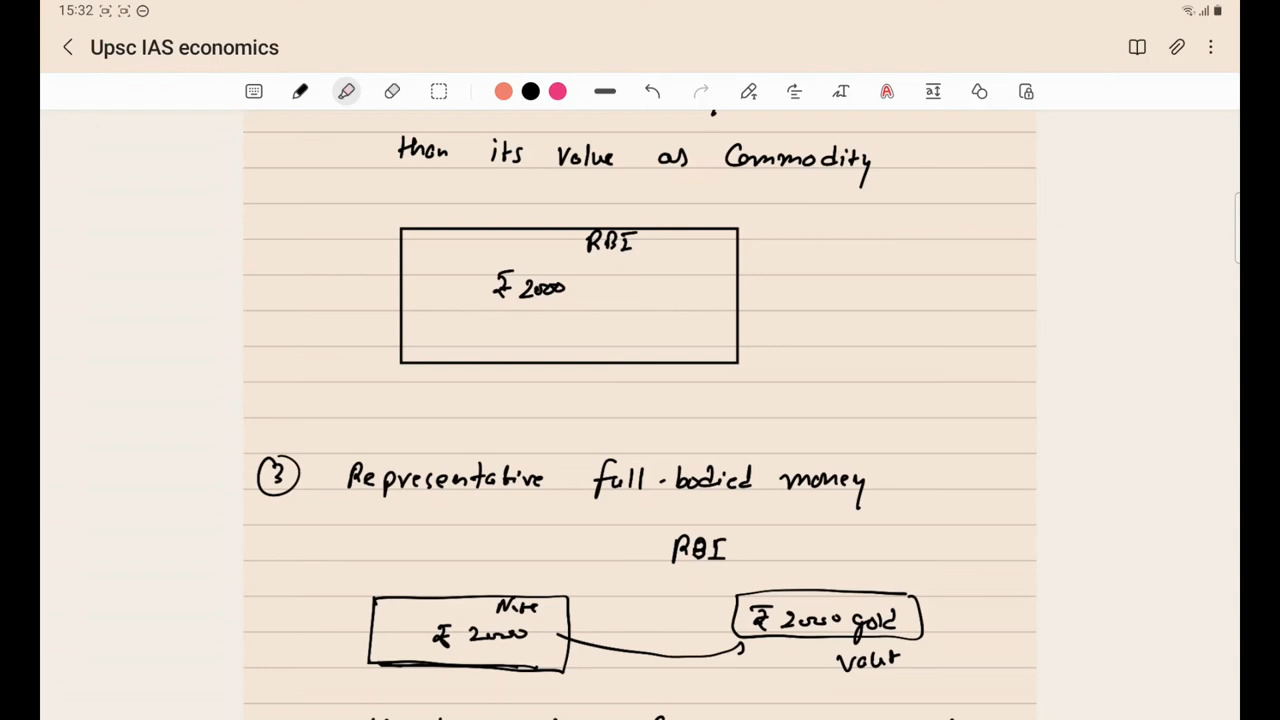 15:32
Upsc IAS economics
than its value as Commodity
RBI
₹ 2000
3 Representative full-bodied money
RBI
Note
₹ 2000
₹ 2000 gold